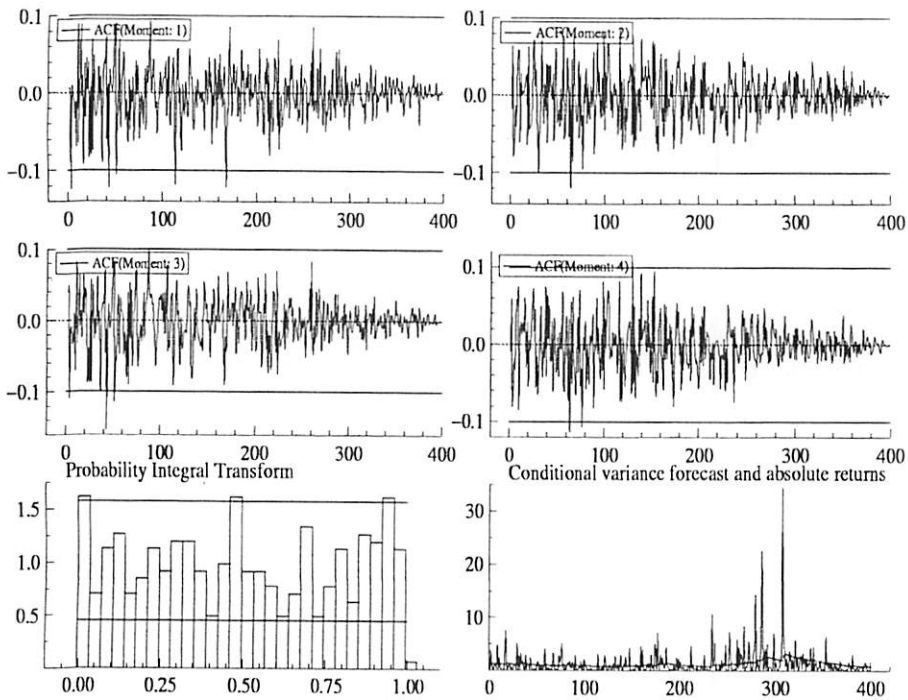 0.1
ACF(Moment: 1)
0.0
−0.1
0 100 200 300 400
0.1
ACF(Moment: 2)
0.0
−0.1
0 100 200 300 400
0.1
ACF(Moment: 3)
0.0
−0.1
0 100 200 300 400
0.1
ACF(Moment: 4)
0.0
−0.1
0 100 200 300 400
Probability Integral Transform
1.5
1.0
0.5
0.00 0.25 0.50 0.75 1.00
Conditional variance forecast and absolute returns
30
20
10
0 100 200 300 400